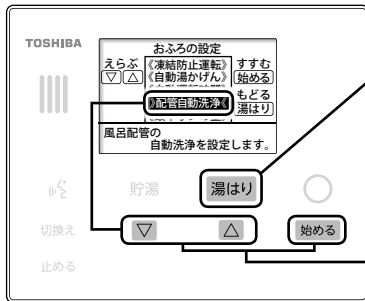 TOSHIBA
おふろの設定
えらぶ
▽△
《凍結防止運転》
《自動湯かげん》
》配管自動洗浄《
すすむ
始める
もどる
湯はり
風呂配管の
自動洗浄を設定します。
貯湯
湯はり
切換え
▽
△
始める
止める